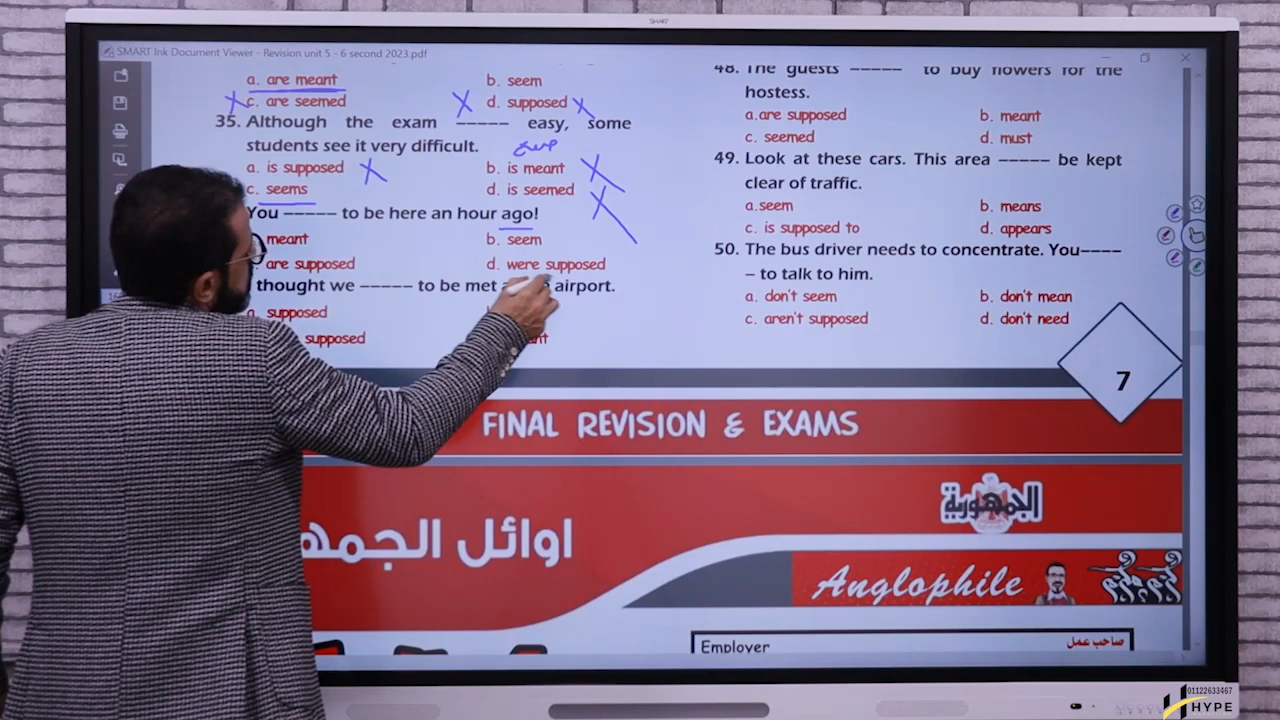 SMART
SMART Ink Document Viewer - Revision unit 5 - 6 second 2023.pdf
a. are meant b. seem
c. are seemed d. supposed
35. Although the exam ----- easy, some
students see it very difficult.
a. is supposed b. is meant
c. seems d. is seemed
You ----- to be here an hour ago!
meant b. seem
are supposed d. were supposed
thought we ----- to be met airport.
a. supposed
supposed
48. The guests ----- to buy flowers for the
hostess.
a.are supposed b. meant
c. seemed d. must
49. Look at these cars. This area ----- be kept
clear of traffic.
a.seem b. means
c. is supposed to d. appears
50. The bus driver needs to concentrate. You----
– to talk to him.
a. don't seem b. don't mean
c. aren't supposed d. don't need
7
FINAL REVISION & EXAMS
اوائل
الجمهورية
Anglophile
Employer صاحب عمل
01122633467
HYPE